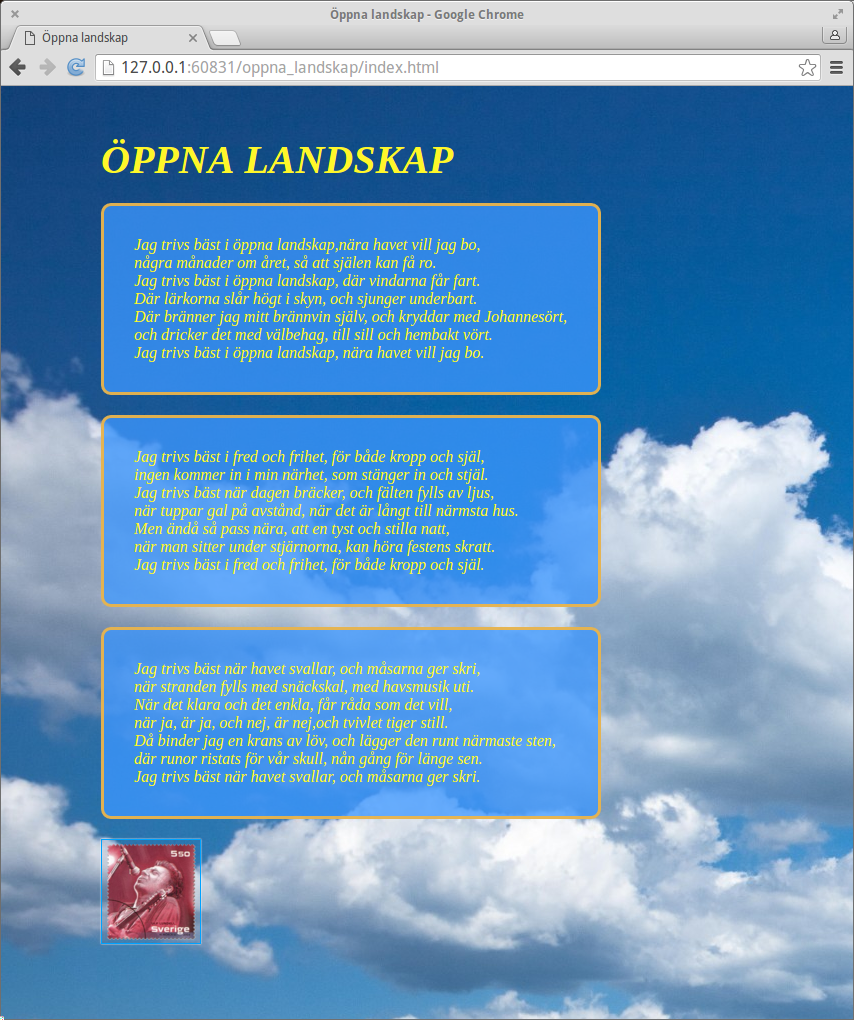 Öppna landskap - Google Chrome
Öppna landskap
127.0.0.1:60831/oppna_landskap/index.html
ÖPPNA LANDSKAP
Jag trivs bäst i öppna landskap,nära havet vill jag bo,
några månader om året, så att själen kan få ro.
Jag trivs bäst i öppna landskap, där vindarna får fart.
Där lärkorna slår högt i skyn, och sjunger underbart.
Där bränner jag mitt brännvin själv, och kryddar med Johannesört,
och dricker det med välbehag, till sill och hembakt vört.
Jag trivs bäst i öppna landskap, nära havet vill jag bo.
Jag trivs bäst i fred och frihet, för både kropp och själ,
ingen kommer in i min närhet, som stänger in och stjäl.
Jag trivs bäst när dagen bräcker, och fälten fylls av ljus,
när tuppar gal på avstånd, när det är långt till närmsta hus.
Men ändå så pass nära, att en tyst och stilla natt,
när man sitter under stjärnorna, kan höra festens skratt.
Jag trivs bäst i fred och frihet, för både kropp och själ.
Jag trivs bäst när havet svallar, och måsarna ger skri,
när stranden fylls med snäckskal, med havsmusik uti.
När det klara och det enkla, får råda som det vill,
när ja, är ja, och nej, är nej,och tvivlet tiger still.
Då binder jag en krans av löv, och lägger den runt närmaste sten,
där runor ristats för vår skull, nån gång för länge sen.
Jag trivs bäst när havet svallar, och måsarna ger skri.
550
Sverige